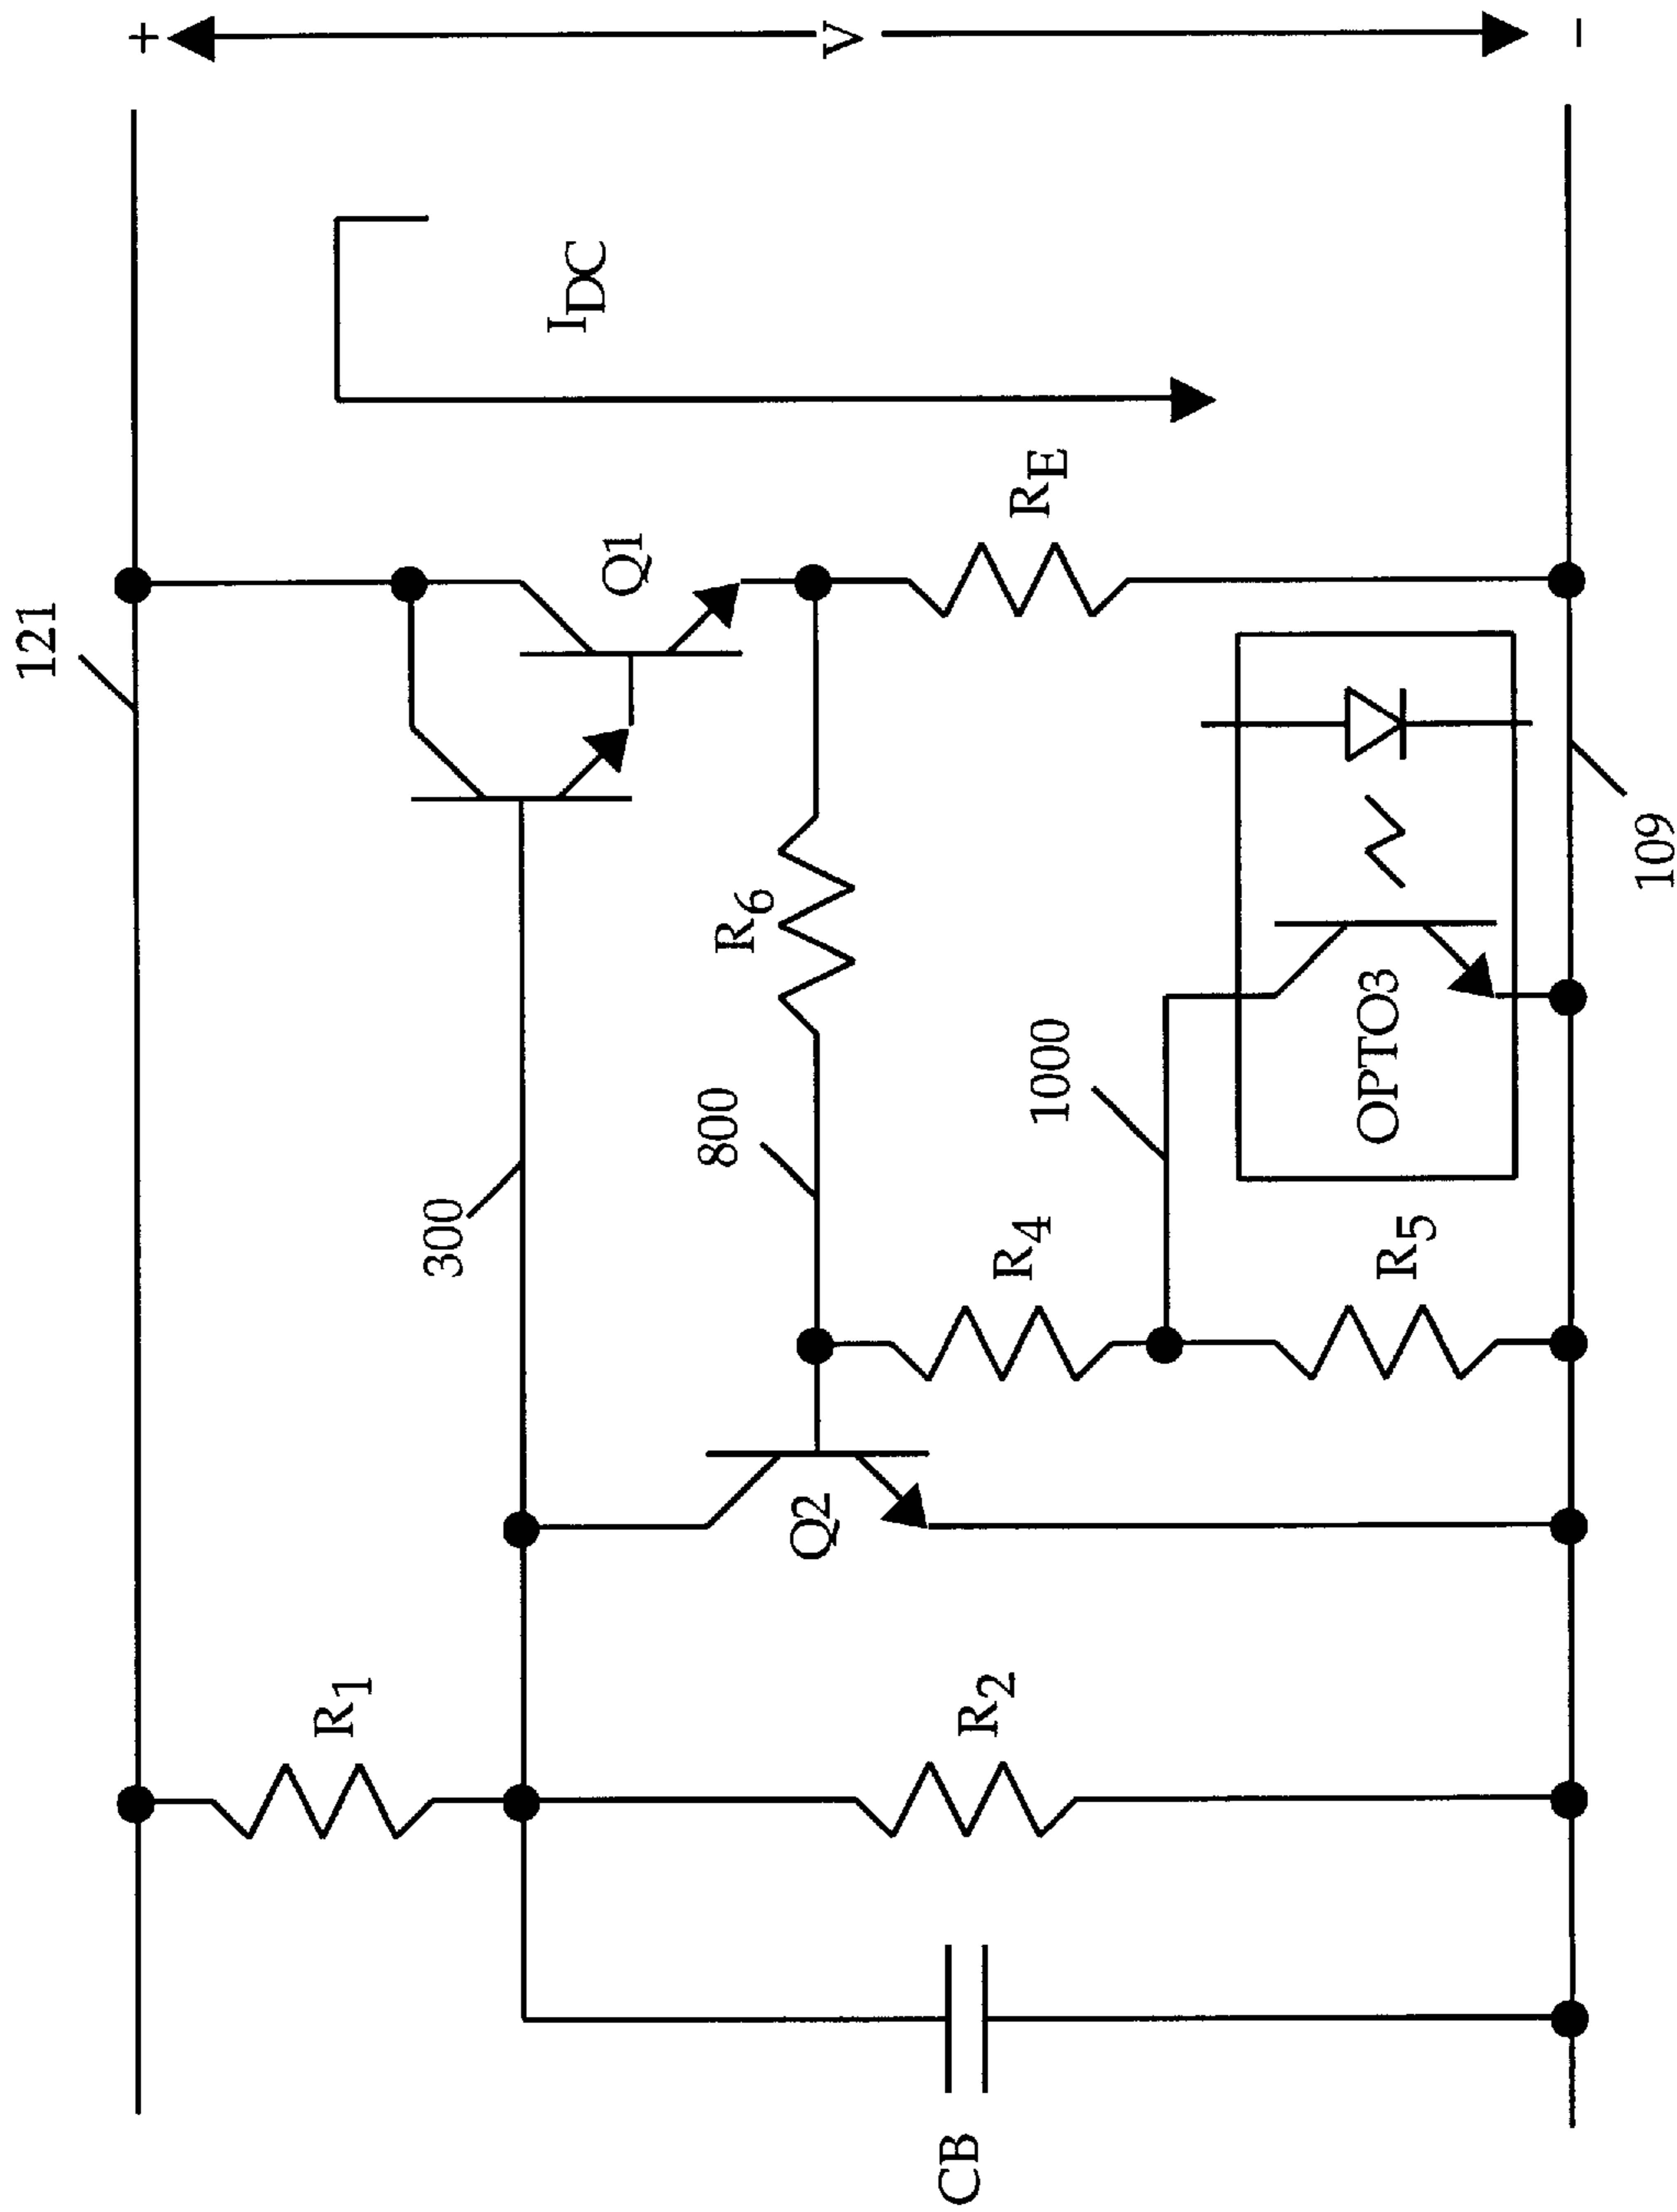 121
+
V
–
I_DC
Q1
R_E
R_6
300
800
1000
OPTO3
109
R_4
R_5
Q2
R_1
R_2
CB